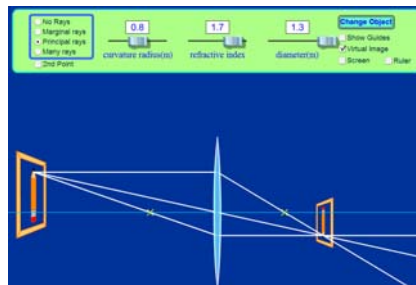 No Rays
Marginal rays
Principal rays
Many rays
2nd Point
0.8
curvature radius(m)
1.7
refractive index
1.3
diameter(m)
Change Object
Show Guides
Virtual Image
Screen
Ruler